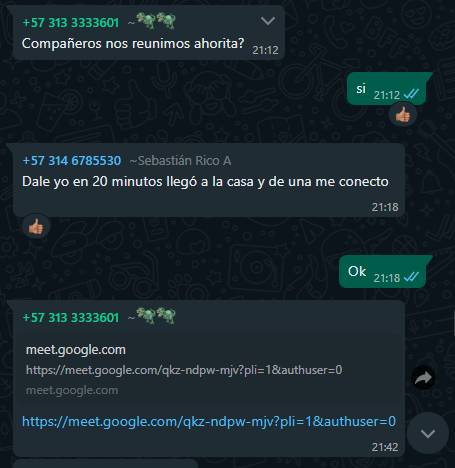 +57 313 3333601 ~🦖🦖
Compañeros nos reunimos ahorita?
21:12
si
21:12
+57 314 6785530 ~Sebastián Rico A
Dale yo en 20 minutos llegó a la casa y de una me conecto
21:18
Ok
21:18
+57 313 3333601 ~🦖🦖
meet.google.com
https://meet.google.com/qkz-ndpw-mjv?pli=1&authuser=0
meet.google.com
https://meet.google.com/qkz-ndpw-mjv?pli=1&authuser=0
21:42